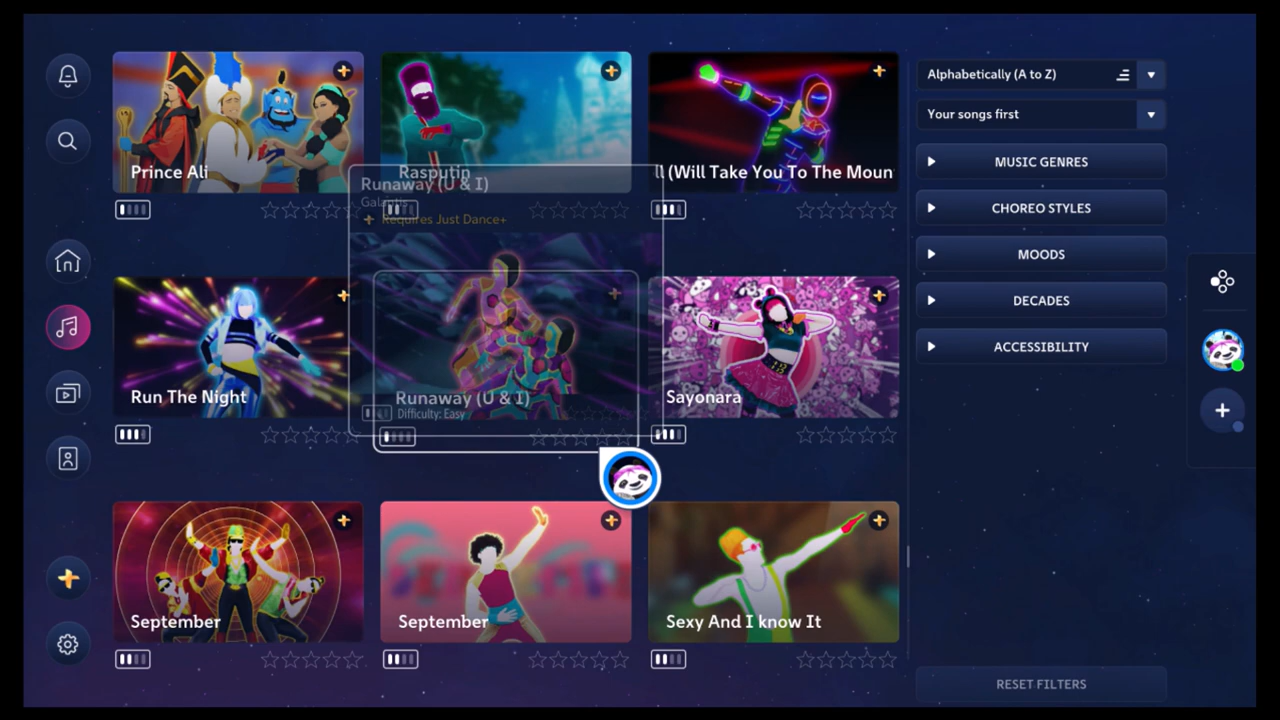 Prince Ali
Rasputin
ll (Will Take You To The Moun
Runaway (U & I)
Galantis
Requires Just Dance+
Run The Night
Runaway (U & I)
Difficulty: Easy
Sayonara
September
September
Sexy And I know It
Alphabetically (A to Z)
Your songs first
MUSIC GENRES
CHOREO STYLES
MOODS
DECADES
ACCESSIBILITY
RESET FILTERS